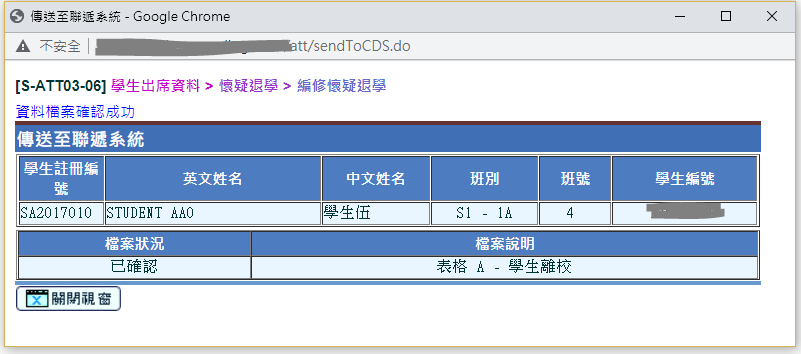 傳送至聯遞系統 - Google Chrome
不安全 att/sendToCDS.do
[S-ATT03-06] 學生出席資料 > 懷疑退學 > 編修懷疑退學
資料檔案確認成功
傳送至聯遞系統
學生註冊編號 英文姓名 中文姓名 班別 班號 學生編號
SA2017010 STUDENT AAO 學生伍 S1 - 1A 4
檔案狀況 檔案說明
已確認 表格 A - 學生離校
關閉視窗